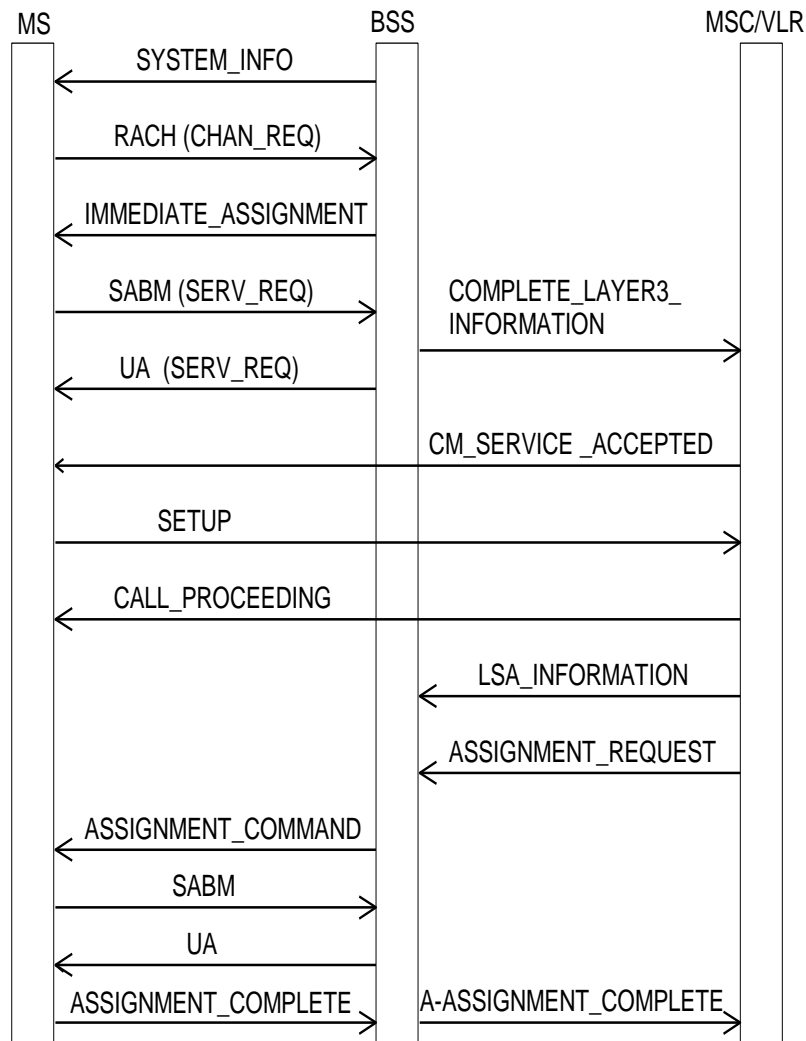 MS BSS MSC/VLR
SYSTEM_INFO
RACH (CHAN_REQ)
IMMEDIATE_ASSIGNMENT
SABM (SERV_REQ)
COMPLETE_LAYER3_
INFORMATION
UA (SERV_REQ)
CM_SERVICE _ACCEPTED
SETUP
CALL_PROCEEDING
LSA_INFORMATION
ASSIGNMENT_REQUEST
ASSIGNMENT_COMMAND
SABM
UA
ASSIGNMENT_COMPLETE A-ASSIGNMENT_COMPLETE